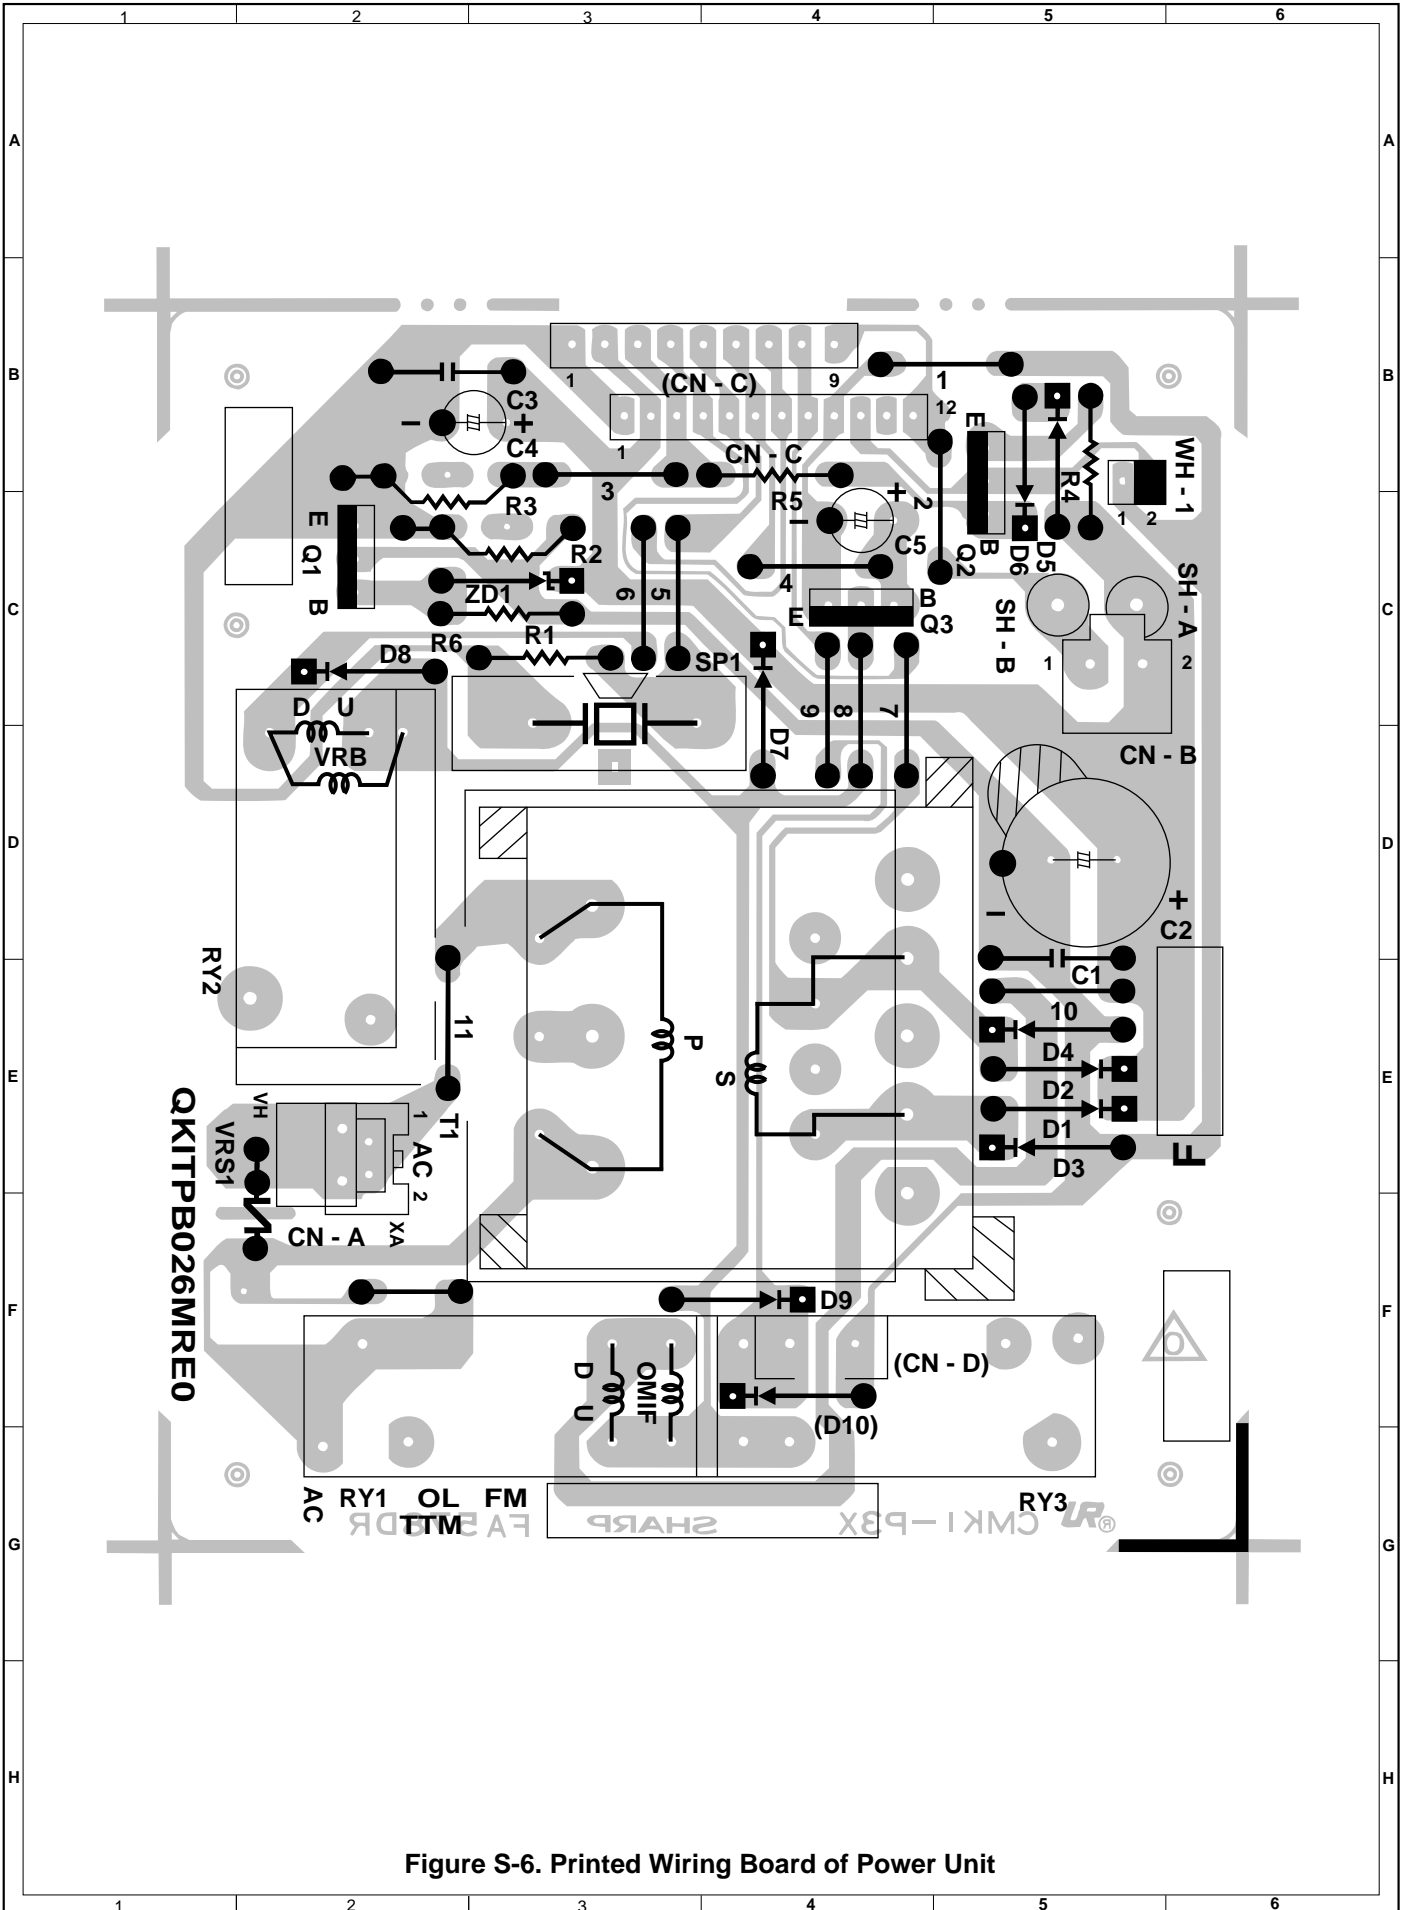 1 2 3 4 5 6
A A
B B
1 (CN - C) 9 1
C3
- + 12 E
C4 CN - C WH - 1
1
3 R4
R3 R5 + 2 1 2
E - B
Q1 R2 C5 Q2 D6 D5
ZD1 4 SH - A
C B 6 5 B C
E Q3 SH - B
R6 R1 1 2
D8 SP1
D U 9 8 7
VRB D7 CN - B
D D
- +
C2
RY2 C1
11 10
P D4
E S E
D2
VH 1 T1 D1
VRS1 AC D3 F
2
QKITPB026MRE0
CN - A XA
F D9 F
D U OMIF (CN - D)
(D10)
AC RY1 OL FM RY3
TTM
FA578DR SHARP CMKI-P3X UR®
G G
H H
Figure S-6. Printed Wiring Board of Power Unit
1 2 3 4 5 6